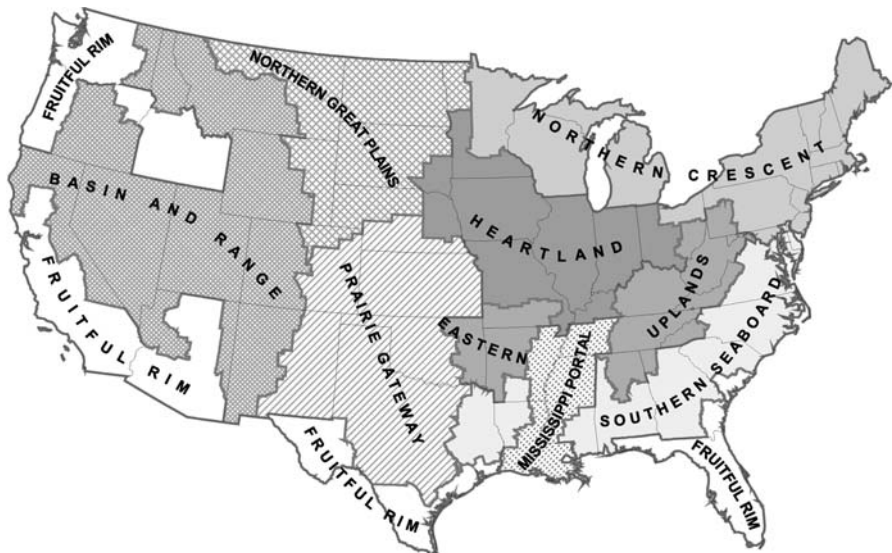 FRUITFUL RIM
NORTHERN GREAT PLAINS
NORTHERN CRESCENT
BASIN AND RANGE
HEARTLAND
PRAIRIE GATEWAY
EASTERN UPLANDS
FRUITFUL RIM
MISSISSIPPI PORTAL
SOUTHERN SEABOARD
FRUITFUL RIM
FRUITFUL RIM